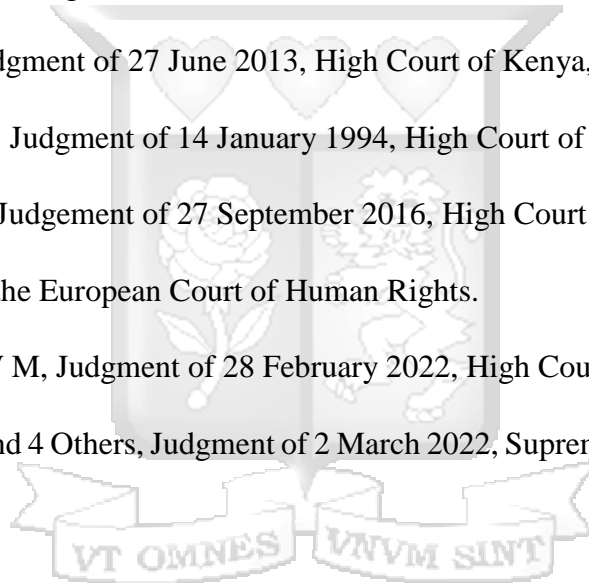 dgment of 27 June 2013, High Court of Kenya,
Judgment of 14 January 1994, High Court of
Judgement of 27 September 2016, High Court
the European Court of Human Rights.
M, Judgment of 28 February 2022, High Cou
nd 4 Others, Judgment of 2 March 2022, Supren
VT OMNES VNVM SINT